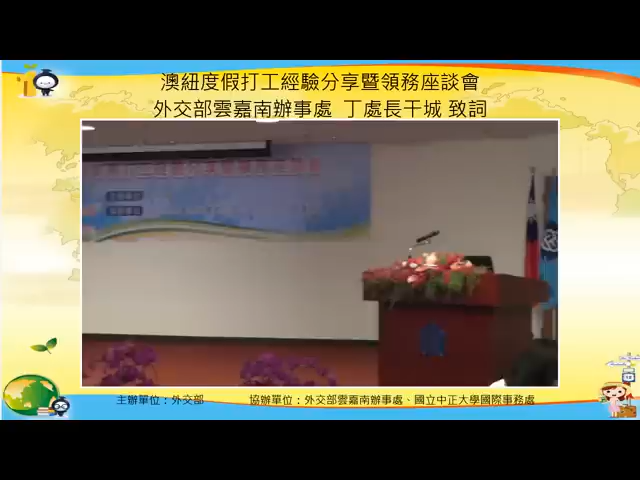 澳紐度假打工經驗分享暨領務座談會
外交部雲嘉南辦事處 丁處長干城 致詞
主辦單位：外交部
協辦單位：外交部雲嘉南辦事處、國立中正大學國際事務處